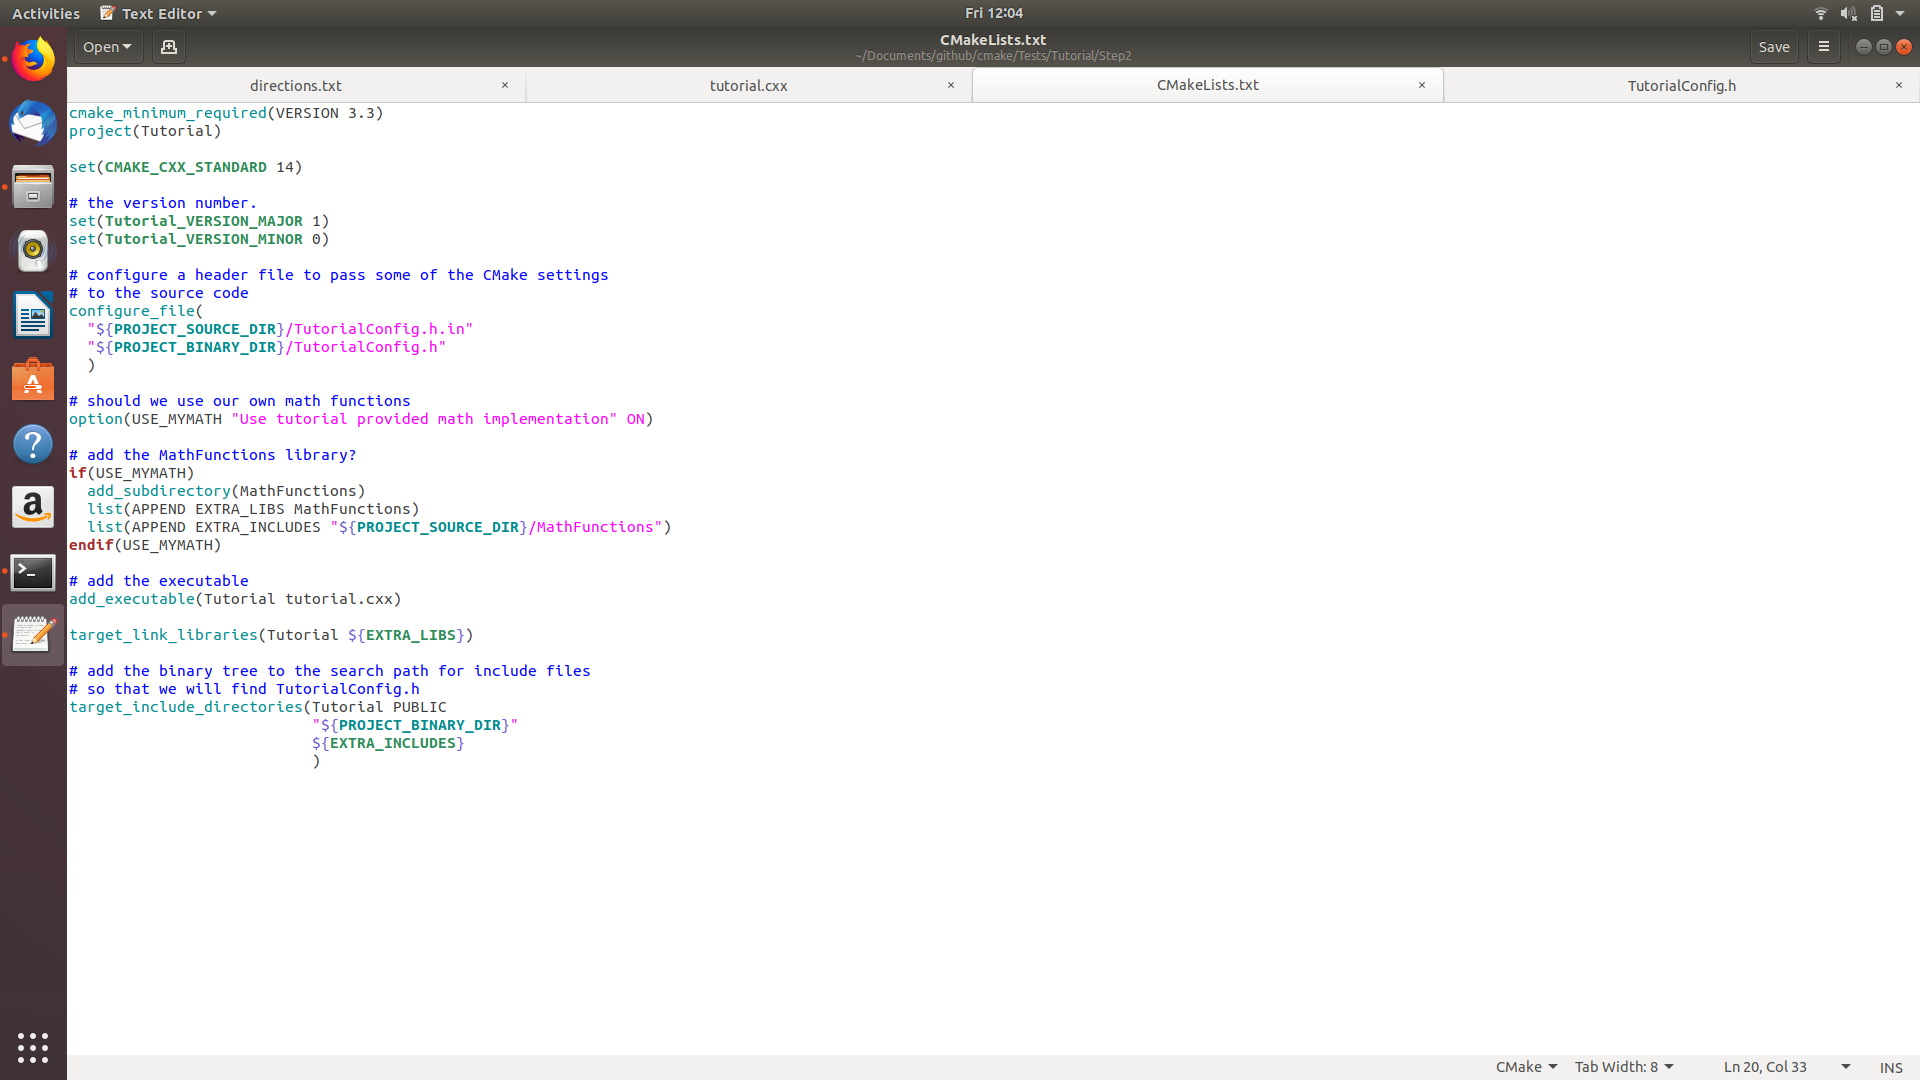 Activities
Text Editor
Fri 12:04
Open
CMakeLists.txt
~/Documents/github/cmake/Tests/Tutorial/Step2
Save
directions.txt
tutorial.cxx
CMakeLists.txt
TutorialConfig.h
cmake_minimum_required(VERSION 3.3)
project(Tutorial)
set(CMAKE_CXX_STANDARD 14)
# the version number.
set(Tutorial_VERSION_MAJOR 1)
set(Tutorial_VERSION_MINOR 0)
# configure a header file to pass some of the CMake settings
# to the source code
configure_file(
  "${PROJECT_SOURCE_DIR}/TutorialConfig.h.in"
  "${PROJECT_BINARY_DIR}/TutorialConfig.h"
  )
# should we use our own math functions
option(USE_MYMATH "Use tutorial provided math implementation" ON)
# add the MathFunctions library?
if(USE_MYMATH)
  add_subdirectory(MathFunctions)
  list(APPEND EXTRA_LIBS MathFunctions)
  list(APPEND EXTRA_INCLUDES "${PROJECT_SOURCE_DIR}/MathFunctions")
endif(USE_MYMATH)
# add the executable
add_executable(Tutorial tutorial.cxx)
target_link_libraries(Tutorial ${EXTRA_LIBS})
# add the binary tree to the search path for include files
# so that we will find TutorialConfig.h
target_include_directories(Tutorial PUBLIC
                           "${PROJECT_BINARY_DIR}"
                           ${EXTRA_INCLUDES}
                           )
CMake
Tab Width: 8
Ln 20, Col 33
INS